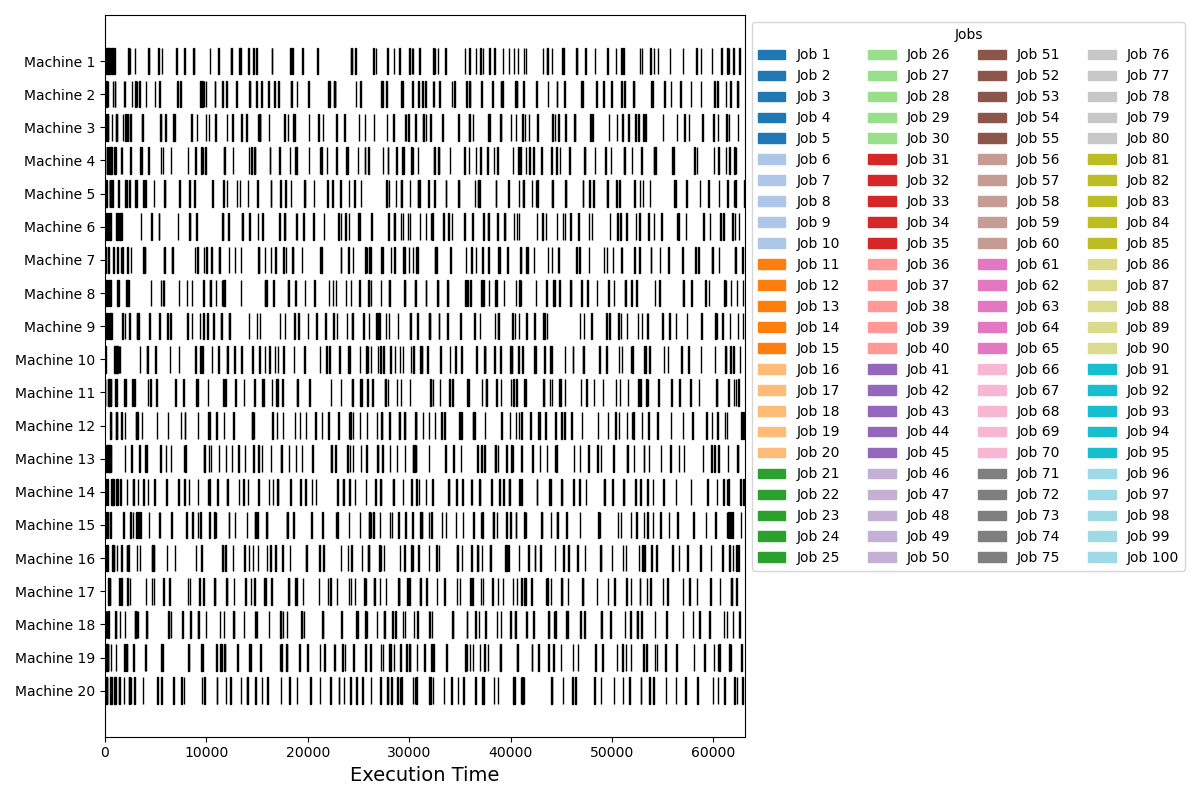 Machine 1
Machine 2
Machine 3
Machine 4
Machine 5
Machine 6
Machine 7
Machine 8
Machine 9
Machine 10
Machine 11
Machine 12
Machine 13
Machine 14
Machine 15
Machine 16
Machine 17
Machine 18
Machine 19
Machine 20
0 10000 20000 30000 40000 50000 60000
Execution Time
Jobs
Job 1
Job 2
Job 3
Job 4
Job 5
Job 6
Job 7
Job 8
Job 9
Job 10
Job 11
Job 12
Job 13
Job 14
Job 15
Job 16
Job 17
Job 18
Job 19
Job 20
Job 21
Job 22
Job 23
Job 24
Job 25
Job 26
Job 27
Job 28
Job 29
Job 30
Job 31
Job 32
Job 33
Job 34
Job 35
Job 36
Job 37
Job 38
Job 39
Job 40
Job 41
Job 42
Job 43
Job 44
Job 45
Job 46
Job 47
Job 48
Job 49
Job 50
Job 51
Job 52
Job 53
Job 54
Job 55
Job 56
Job 57
Job 58
Job 59
Job 60
Job 61
Job 62
Job 63
Job 64
Job 65
Job 66
Job 67
Job 68
Job 69
Job 70
Job 71
Job 72
Job 73
Job 74
Job 75
Job 76
Job 77
Job 78
Job 79
Job 80
Job 81
Job 82
Job 83
Job 84
Job 85
Job 86
Job 87
Job 88
Job 89
Job 90
Job 91
Job 92
Job 93
Job 94
Job 95
Job 96
Job 97
Job 98
Job 99
Job 100